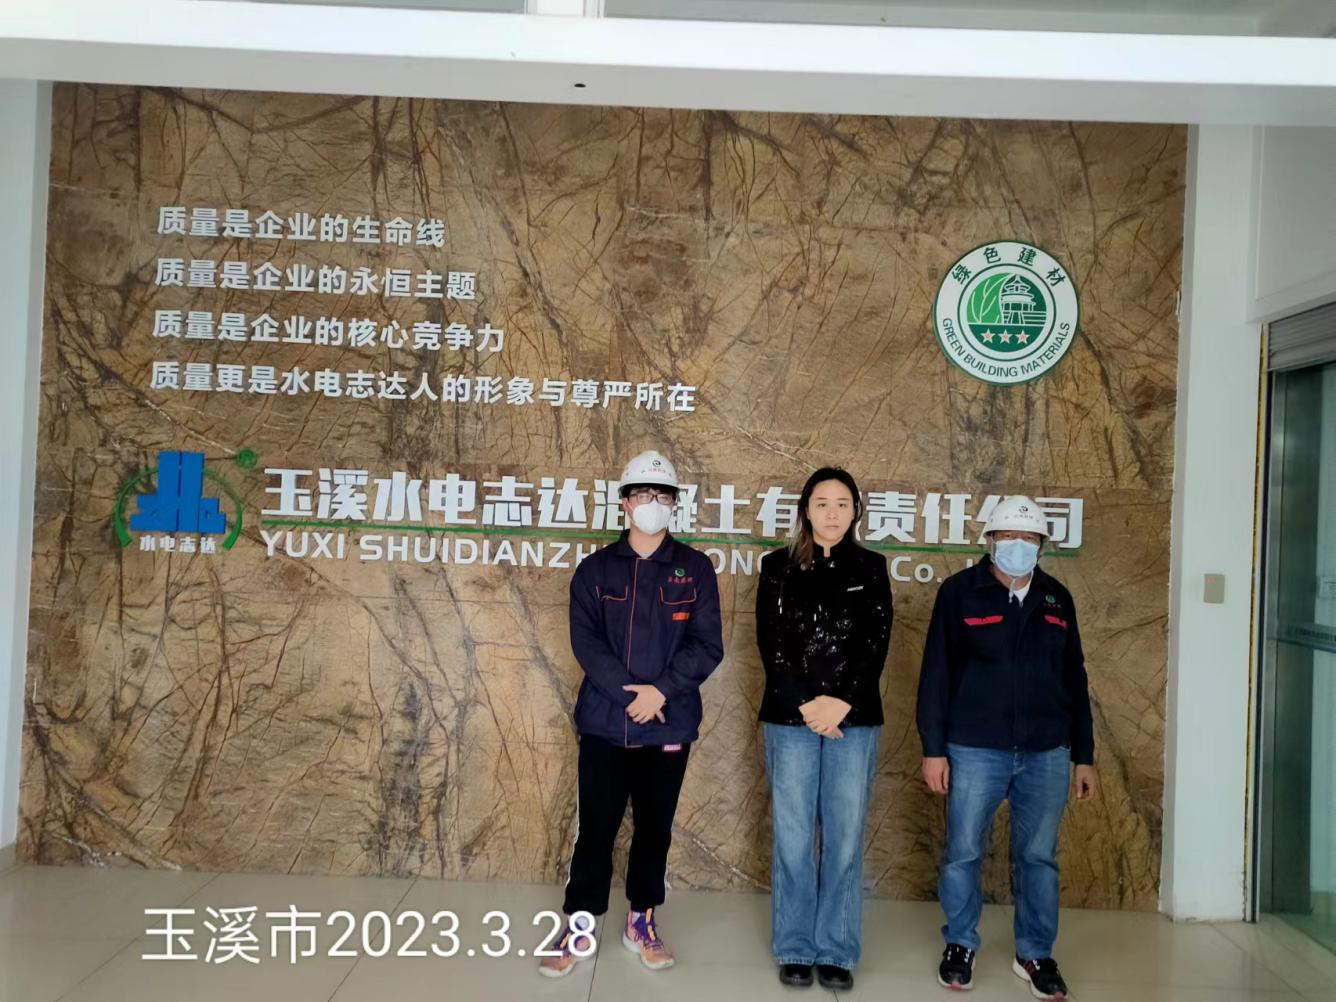 质量是企业的生命线
质量是企业的永恒主题
质量是企业的核心竞争力
质量更是水电志达人的形象与尊严所在
绿色建材
GREEN BUILDING MATERIALS
水电志达
玉溪水电志达混凝土有 责任公司
YUXI SHUIDIANZH ONG Co.
玉溪市2023.3.28